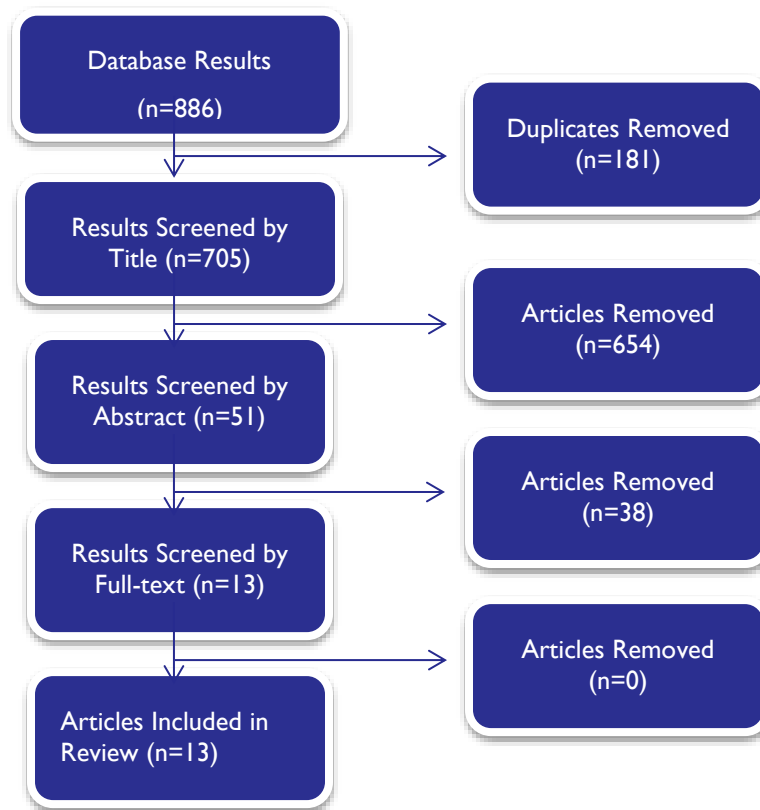 Database Results
(n=886)
Duplicates Removed
(n=181)
Results Screened by
Title (n=705)
Articles Removed
(n=654)
Results Screened by
Abstract (n=51)
Articles Removed
(n=38)
Results Screened by
Full-text (n=13)
Articles Removed
(n=0)
Articles Included in
Review (n=13)